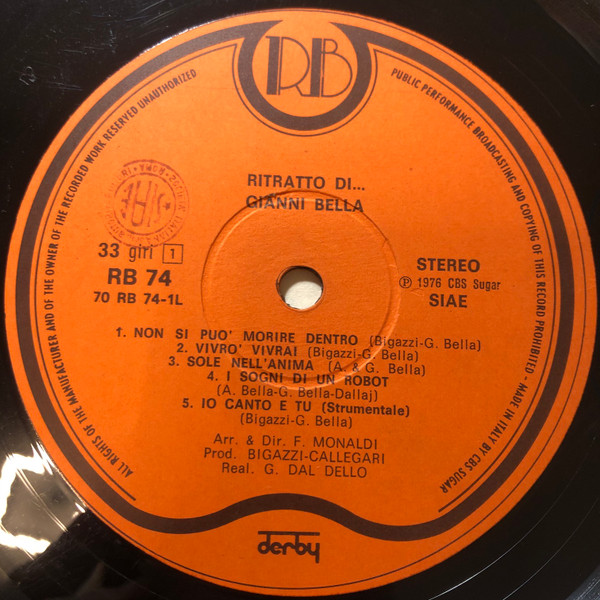 RB
ALL RIGHTS OF THE MANUFACTURER AND OF THE OWNER OF THE RECORDED WORK RESERVED UNAUTHORIZED
PUBLIC PERFORMANCE BROADCASTING AND COPYING OF THIS RECORD PROHIBITED - MADE IN ITALY BY CBS SUGAR
RITRATTO DI...
GIANNI BELLA
SIAE
33 giri 1
RB 74
70 RB 74-1L
STEREO
Ⓟ 1976 CBS Sugar
SIAE
1. NON SI PUO' MORIRE DENTRO (Bigazzi-G. Bella)
2. VIVRO' VIVRAI (Bigazzi-G. Bella)
3. SOLE NELL'ANIMA (A. & G. Bella)
4. I SOGNI DI UN ROBOT
(A. Bella-G. Bella-Dallaj)
5. IO CANTO E TU (Strumentale)
(Bigazzi-G. Bella)
Arr. & Dir. F. MONALDI
Prod. BIGAZZI-CALLEGARI
Real. G. DAL DELLO
derby